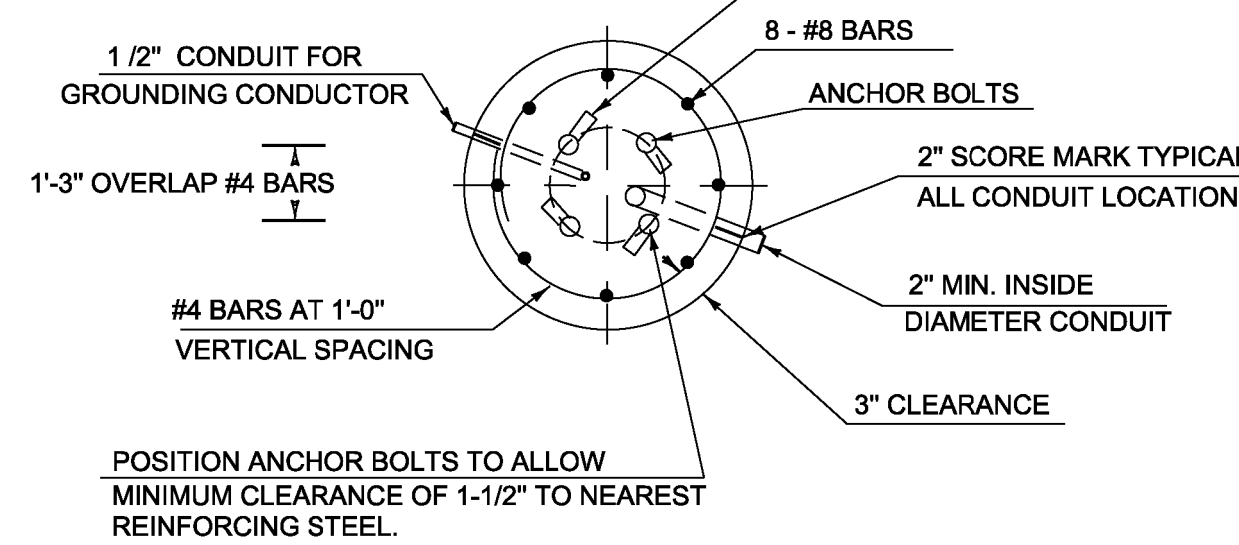 8 - #8 BARS
1 /2" CONDUIT FOR
GROUNDING CONDUCTOR
ANCHOR BOLTS
1'-3" OVERLAP #4 BARS
2" SCORE MARK TYPICAL
ALL CONDUIT LOCATION
#4 BARS AT 1'-0"
VERTICAL SPACING
2" MIN. INSIDE
DIAMETER CONDUIT
3" CLEARANCE
POSITION ANCHOR BOLTS TO ALLOW
MINIMUM CLEARANCE OF 1-1/2" TO NEAREST
REINFORCING STEEL.